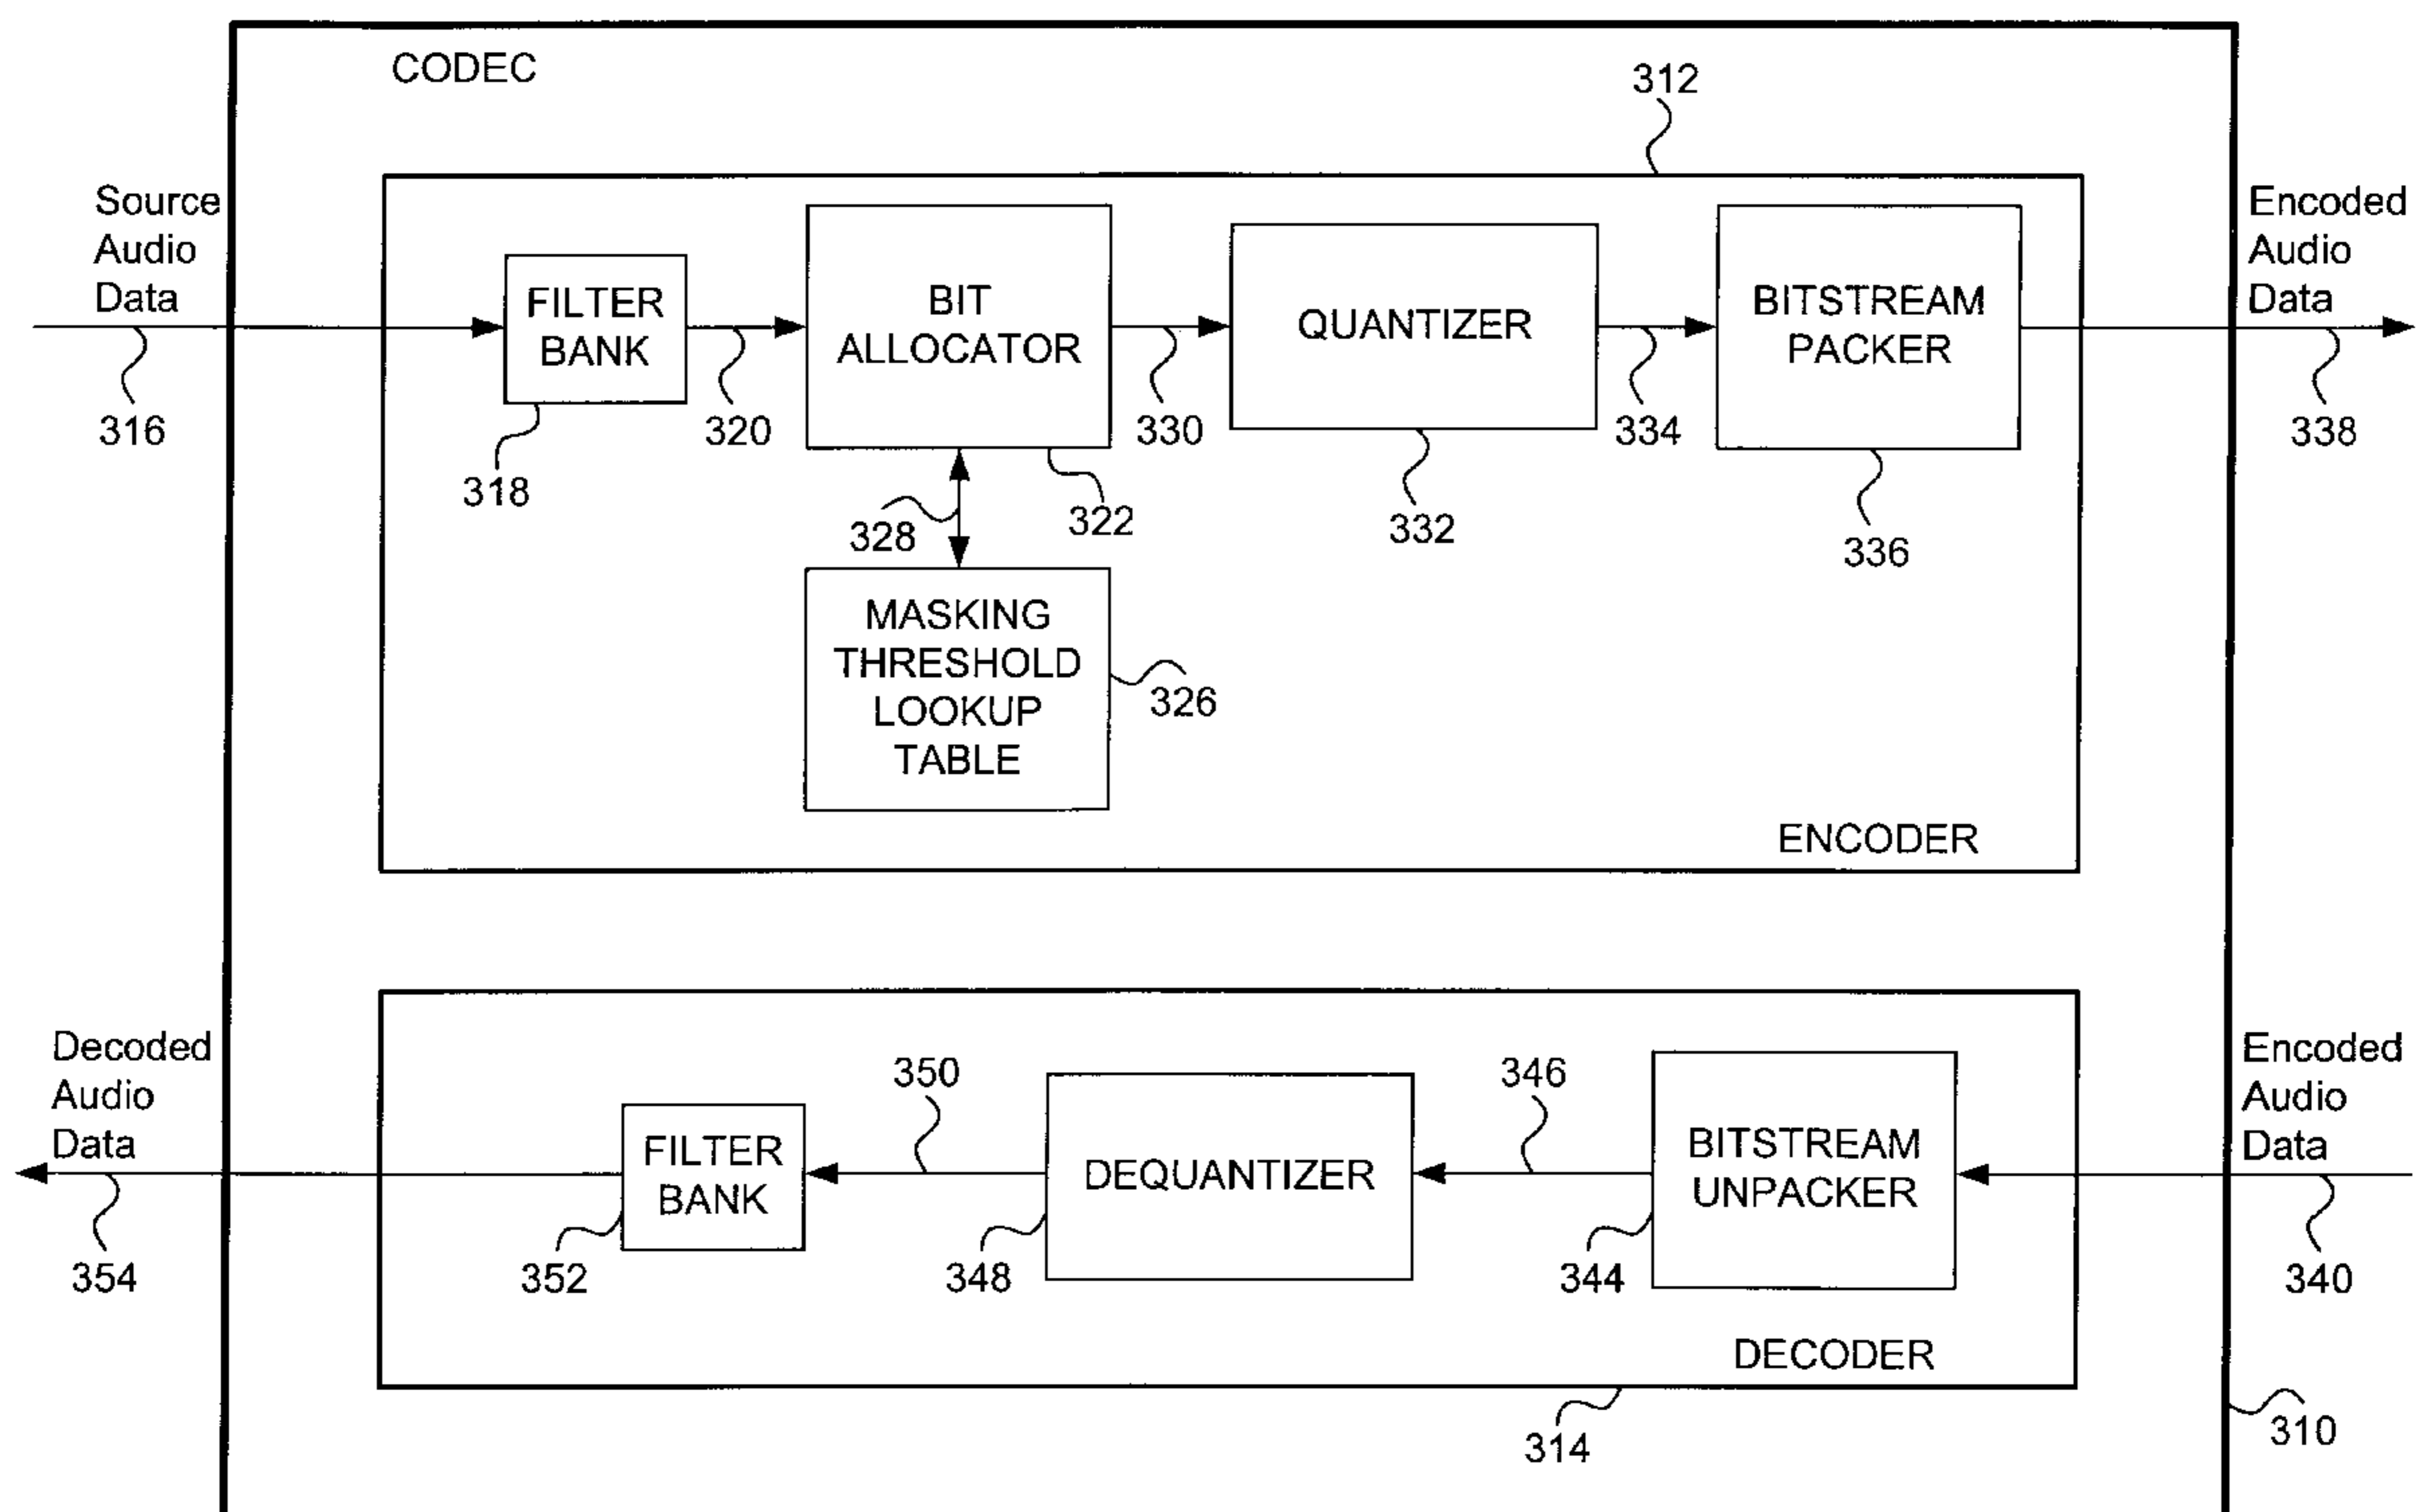 CODEC
312
Source
Audio
Data
316
FILTER
BANK
318
320
BIT
ALLOCATOR
322
328
MASKING
THRESHOLD
LOOKUP
TABLE
326
330
QUANTIZER
332
334
BITSTREAM
PACKER
336
Encoded
Audio
Data
338
ENCODER
Decoded
Audio
Data
354
FILTER
BANK
352
350
DEQUANTIZER
348
346
BITSTREAM
UNPACKER
344
Encoded
Audio
Data
340
DECODER
314
310